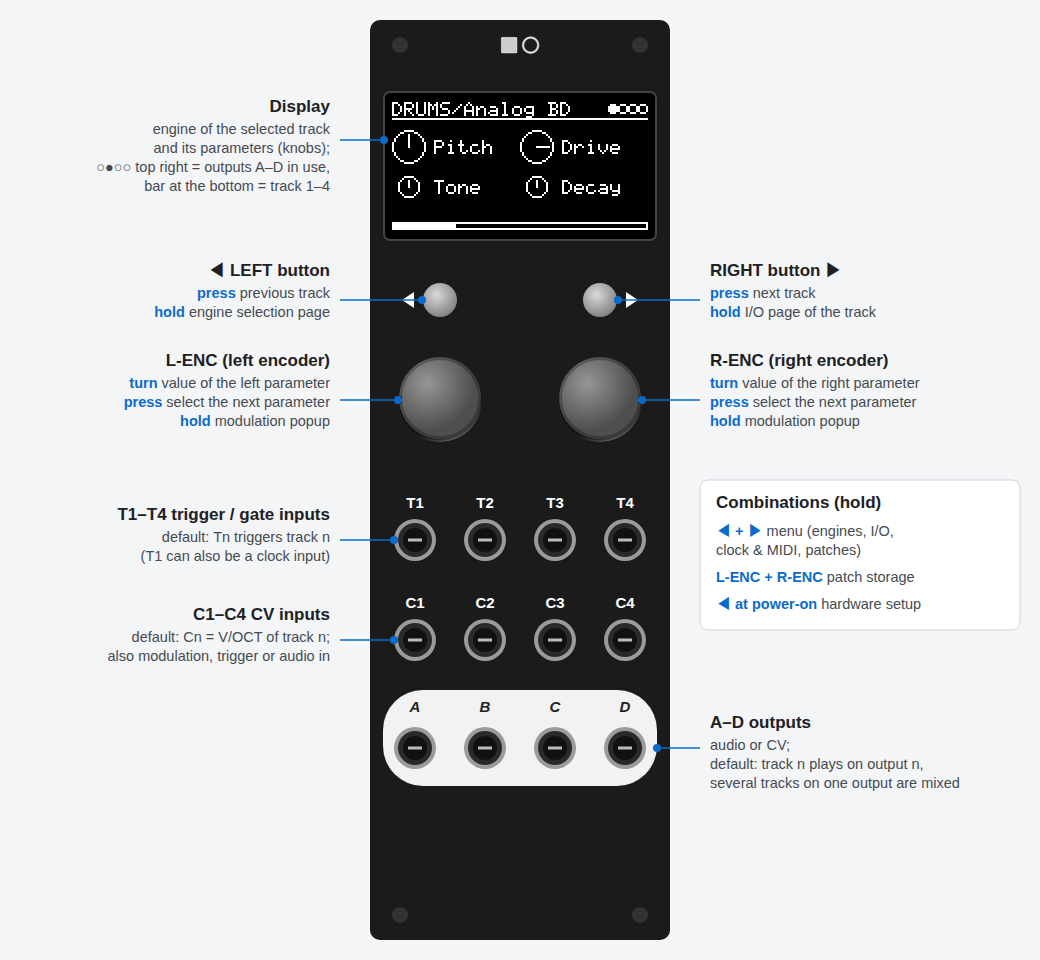 DRUMS/Analog BD
Pitch Drive
Tone Decay
Display
engine of the selected track
and its parameters (knobs);
○●○○ top right = outputs A–D in use,
bar at the bottom = track 1–4
◀ LEFT button
press previous track
hold engine selection page
RIGHT button ▶
press next track
hold I/O page of the track
L-ENC (left encoder)
turn value of the left parameter
press select the next parameter
hold modulation popup
R-ENC (right encoder)
turn value of the right parameter
press select the next parameter
hold modulation popup
T1 T2 T3 T4
T1–T4 trigger / gate inputs
default: Tn triggers track n
(T1 can also be a clock input)
Combinations (hold)
◀ + ▶ menu (engines, I/O,
clock & MIDI, patches)
L-ENC + R-ENC patch storage
◀ at power-on hardware setup
C1 C2 C3 C4
C1–C4 CV inputs
default: Cn = V/OCT of track n;
also modulation, trigger or audio in
A B C D
A–D outputs
audio or CV;
default: track n plays on output n,
several tracks on one output are mixed